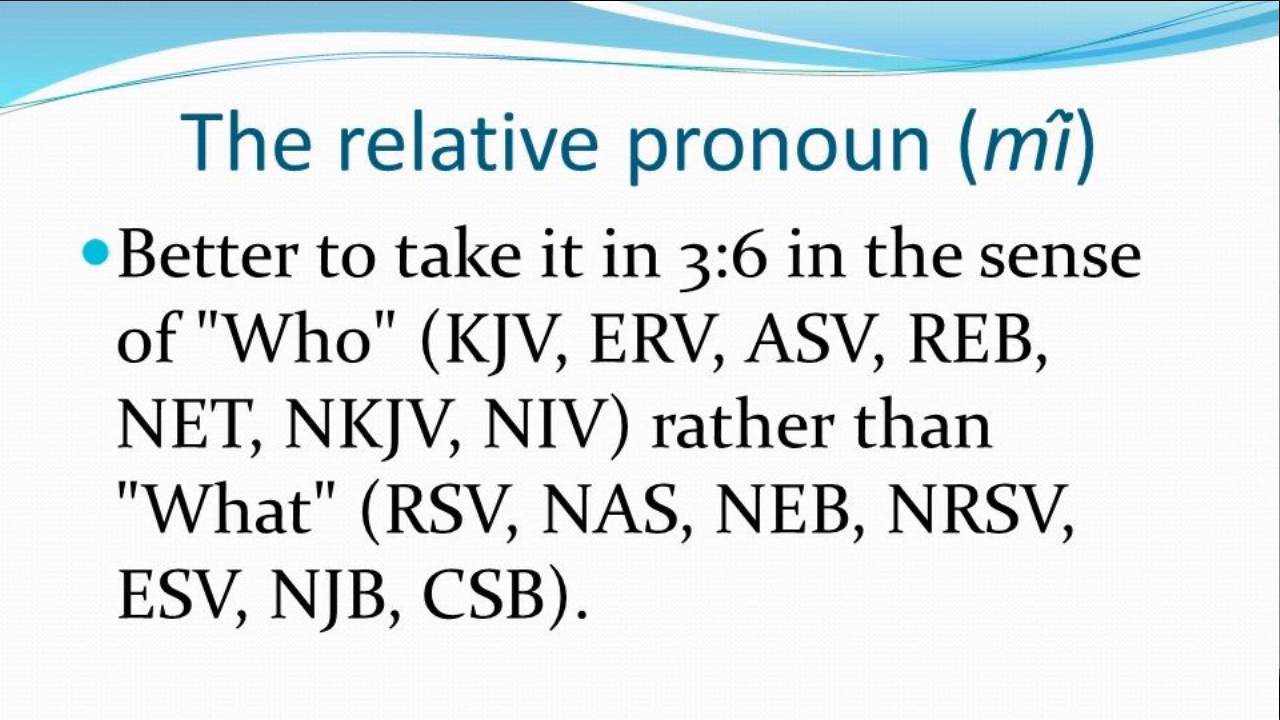 The relative pronoun (mî)
•Better to take it in 3:6 in the sense
of "Who" (KJV, ERV, ASV, REB,
NET, NKJV, NIV) rather than
"What" (RSV, NAS, NEB, NRSV,
ESV, NJB, CSB).